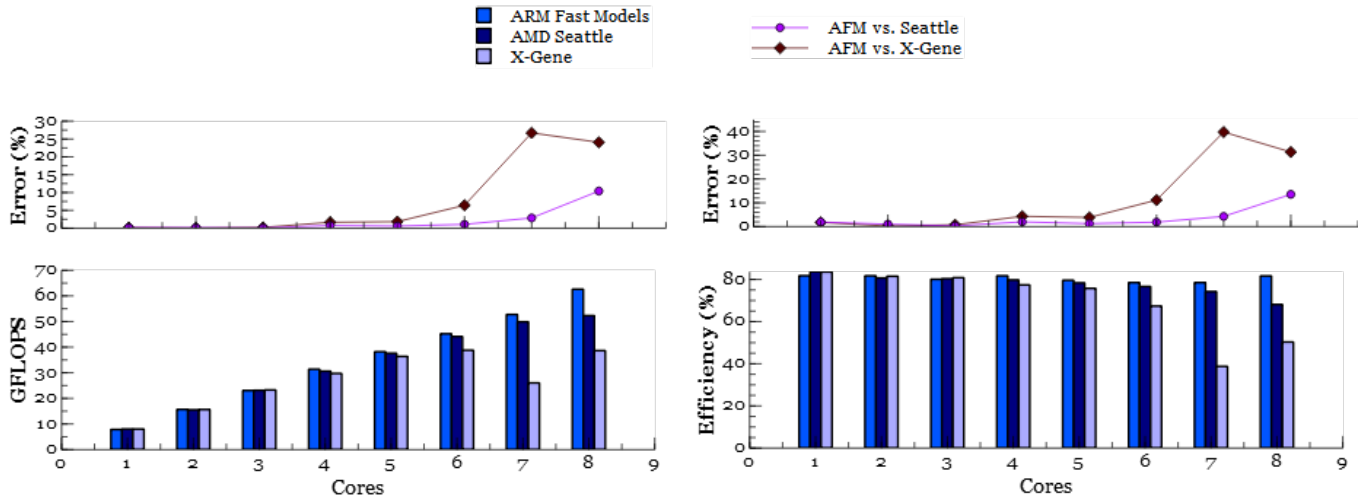 ARM Fast Models
AMD Seattle
X-Gene
AFM vs. Seattle
AFM vs. X-Gene
Error (%)
30
25
20
15
10
5
0
Error (%)
40
30
20
10
0
GFLOPS
70
60
50
40
30
20
10
0
0 1 2 3 4 5 6 7 8 9
Cores
Efficiency (%)
80
60
40
20
0
0 1 2 3 4 5 6 7 8 9
Cores